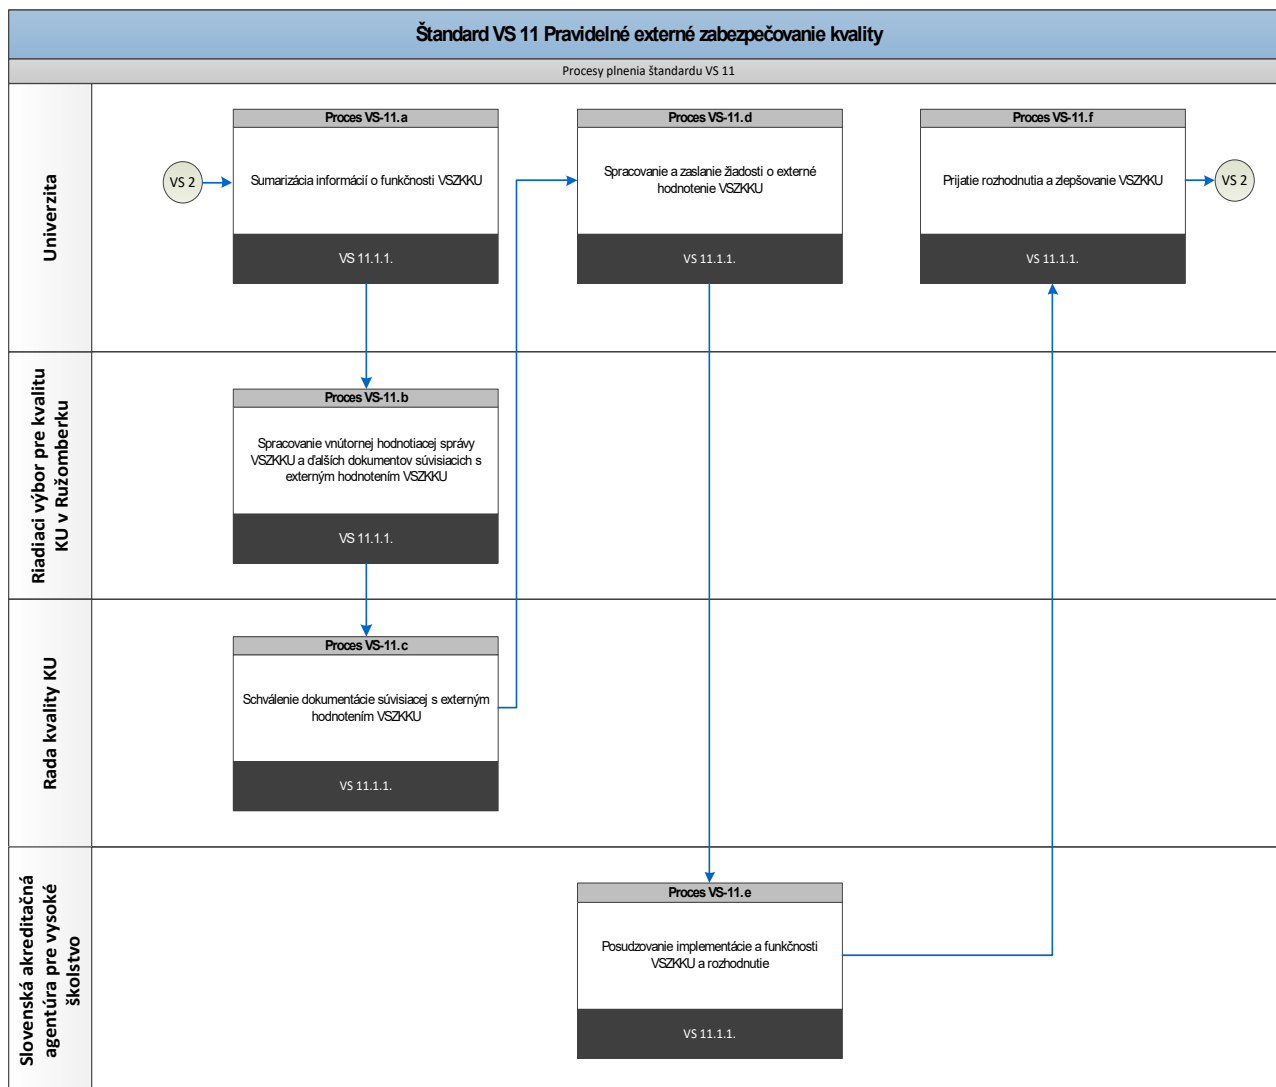 Štandard VS 11 Pravidelné externé zabezpečovanie kvality
Procesy plnenia štandardu VS 11
Univerzita
VS 2
Proces VS-11.a
Sumarizácia informácií o funkčnosti VSZKKU
VS 11.1.1.
Proces VS-11.d
Spracovanie a zaslanie žiadosti o externé
hodnotenie VSZKKU
VS 11.1.1.
Proces VS-11.f
Prijatie rozhodnutia a zlepšovanie VSZKKU
VS 11.1.1.
VS 2
Riadiaci výbor pre kvalitu
KU v Ružomberku
Proces VS-11.b
Spracovanie vnútornej hodnotiacej správy
VSZKKU a ďalších dokumentov súvisiacich s
externým hodnotením VSZKKU
VS 11.1.1.
Rada kvality KU
Proces VS-11.c
Schválenie dokumentácie súvisiacej s externým
hodnotením VSZKKU
VS 11.1.1.
Slovenská akreditačná
agentúra pre vysoké
školstvo
Proces VS-11.e
Posudzovanie implementácie a funkčnosti
VSZKKU a rozhodnutie
VS 11.1.1.